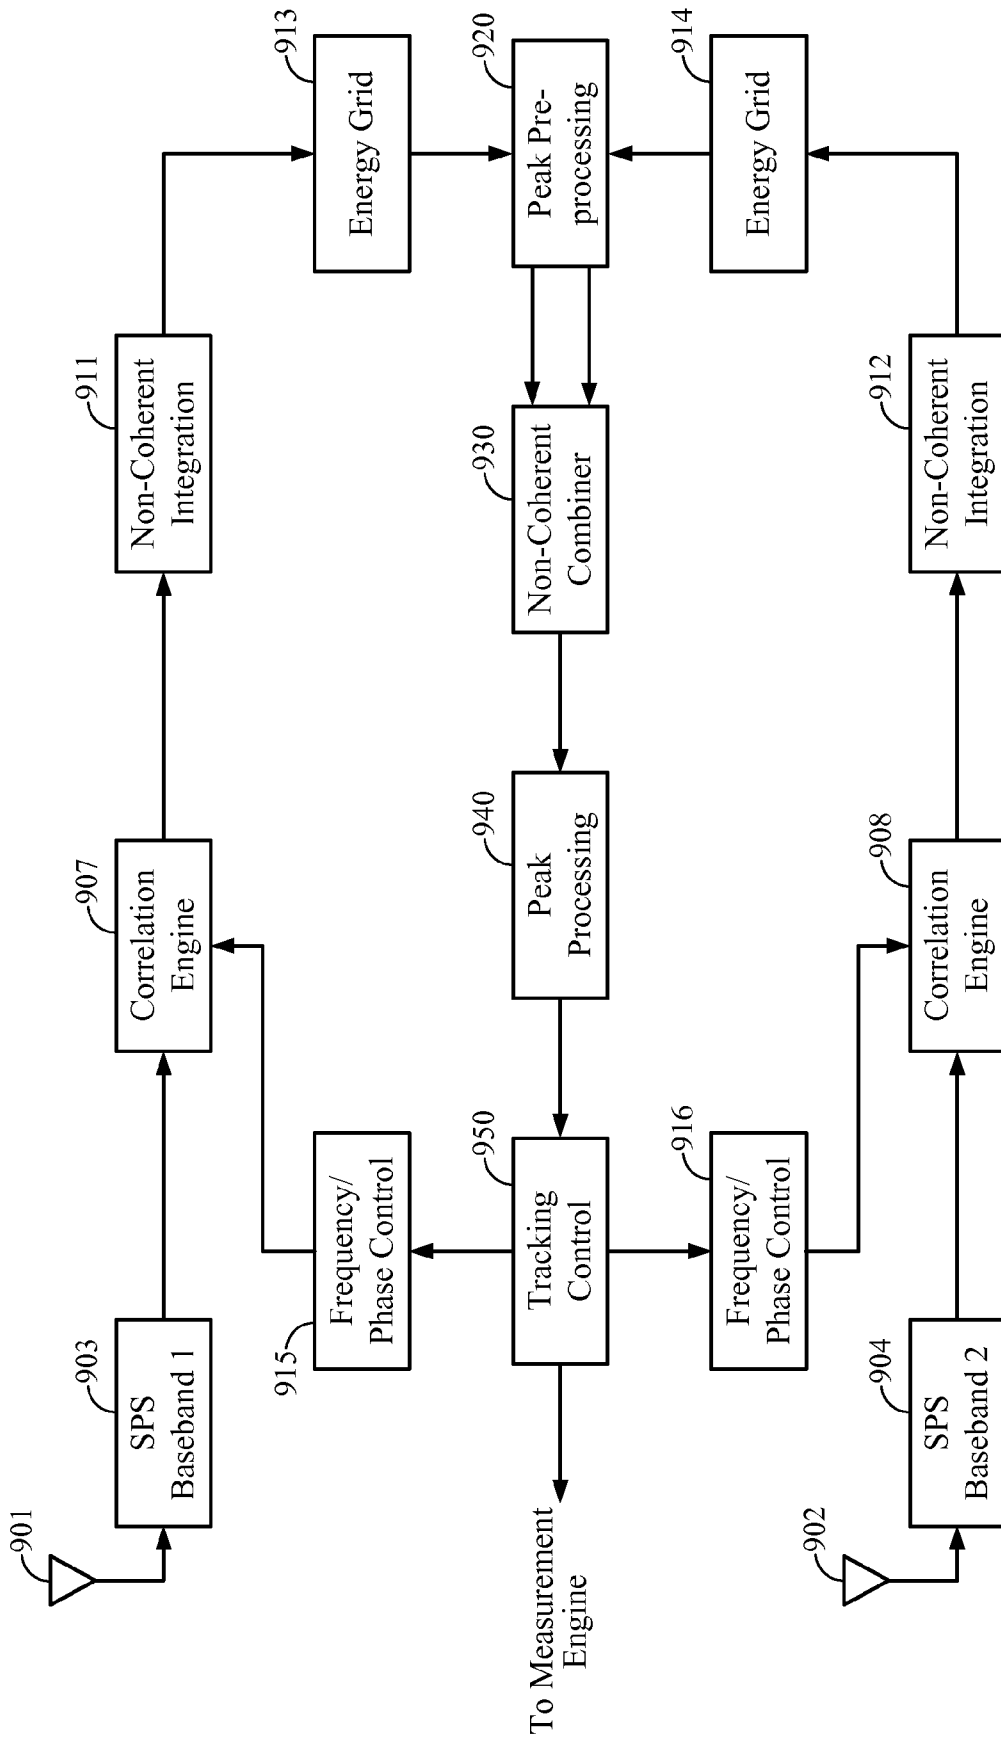 901
903
SPS
Baseband 1
907
Correlation
Engine
911
Non-Coherent
Integration
915
Frequency/
Phase Control
913
Energy Grid
To Measurement
Engine
950
Tracking
Control
940
Peak
Processing
930
Non-Coherent
Combiner
920
Peak Pre-
processing
916
Frequency/
Phase Control
914
Energy Grid
902
904
SPS
Baseband 2
908
Correlation
Engine
912
Non-Coherent
Integration